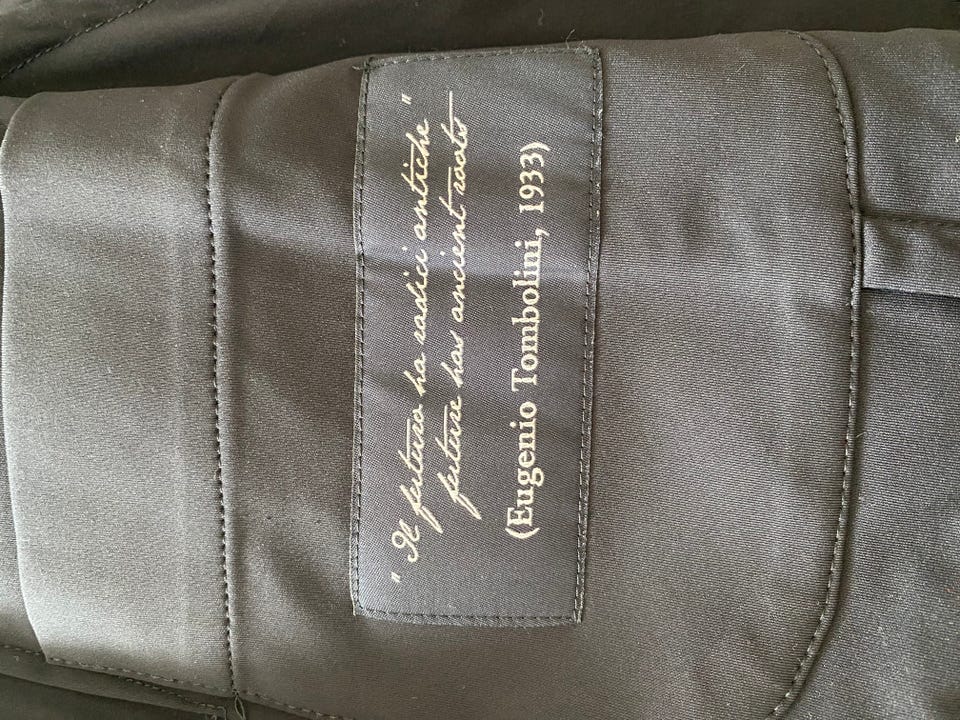 " Il futuro ha radici antiche "
future has ancient roots
(Eugenio Tombolini, 1933)